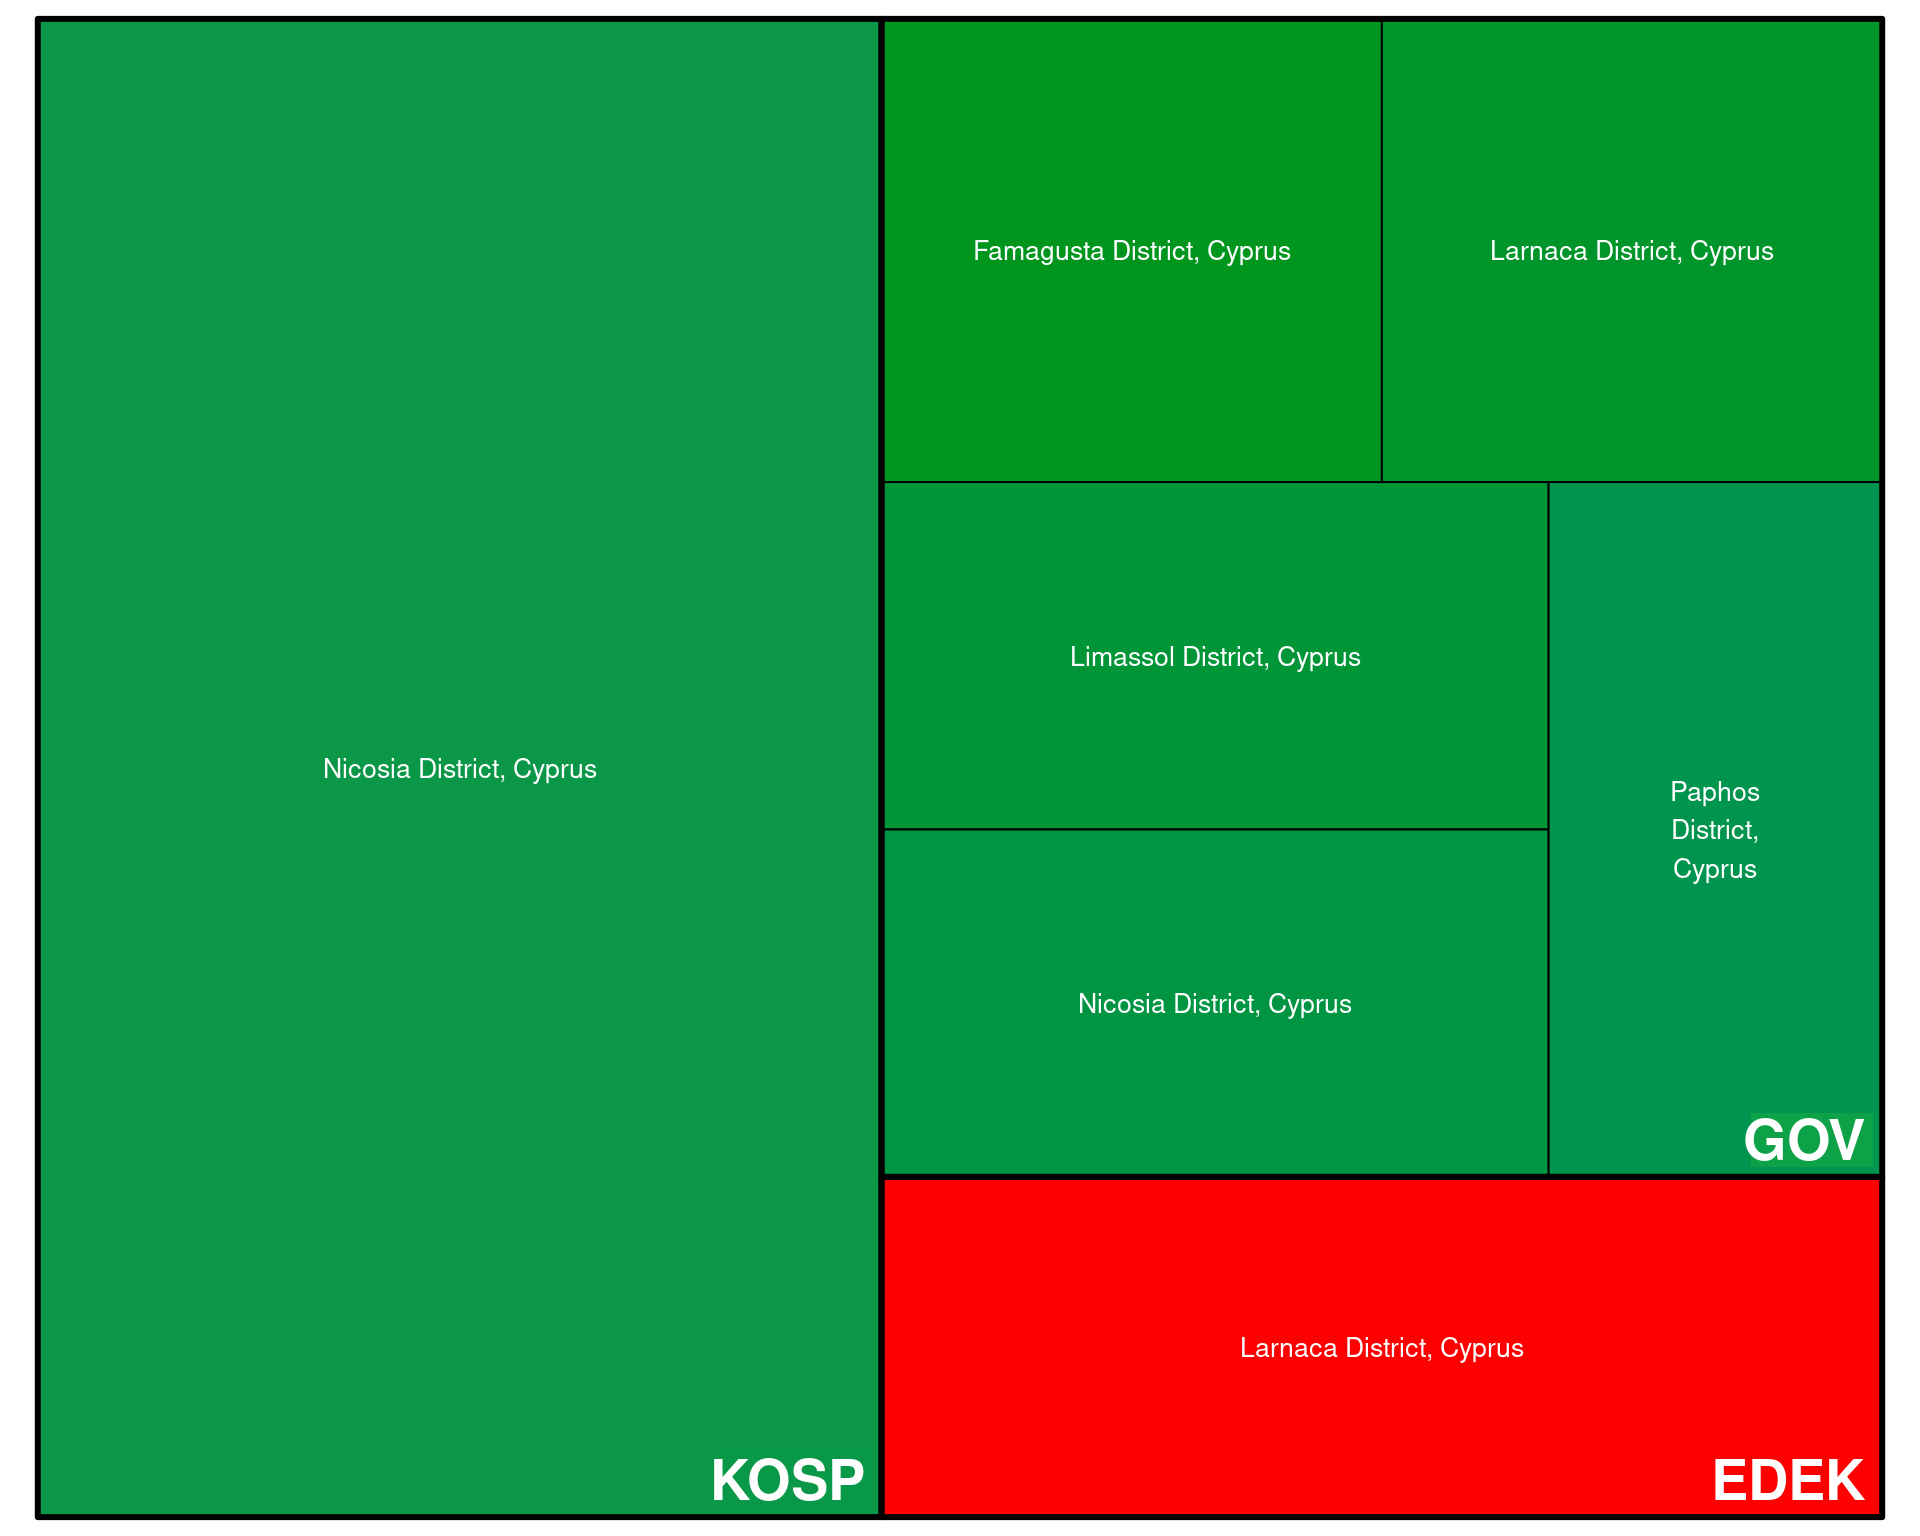 Nicosia District, Cyprus
KOSP
Famagusta District, Cyprus
Larnaca District, Cyprus
Limassol District, Cyprus
Nicosia District, Cyprus
Paphos
District,
Cyprus
GOV
Larnaca District, Cyprus
EDEK